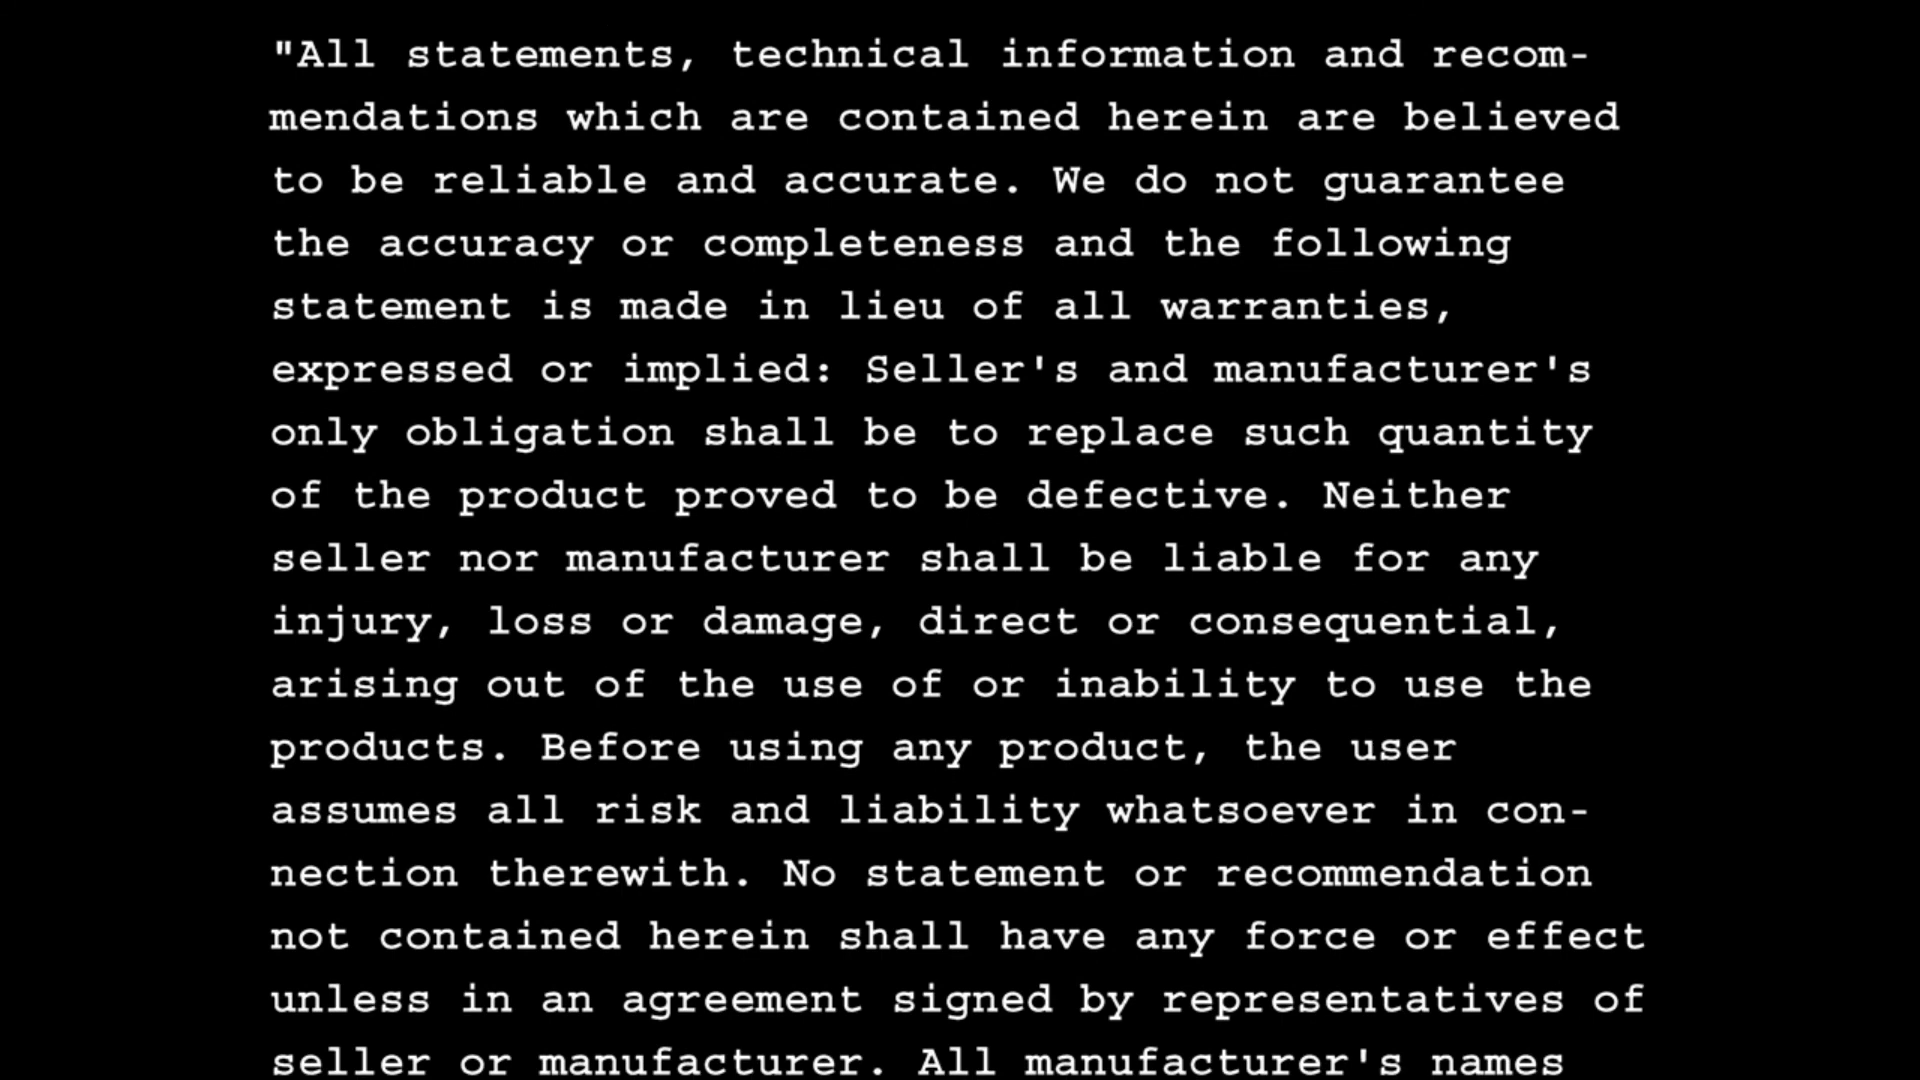 "All statements, technical information and recom-
mendations which are contained herein are believed
to be reliable and accurate. We do not guarantee
the accuracy or completeness and the following
statement is made in lieu of all warranties,
expressed or implied: Seller's and manufacturer's
only obligation shall be to replace such quantity
of the product proved to be defective. Neither
seller nor manufacturer shall be liable for any
injury, loss or damage, direct or consequential,
arising out of the use of or inability to use the
products. Before using any product, the user
assumes all risk and liability whatsoever in con-
nection therewith. No statement or recommendation
not contained herein shall have any force or effect
unless in an agreement signed by representatives of
seller or manufacturer. All manufacturer's names